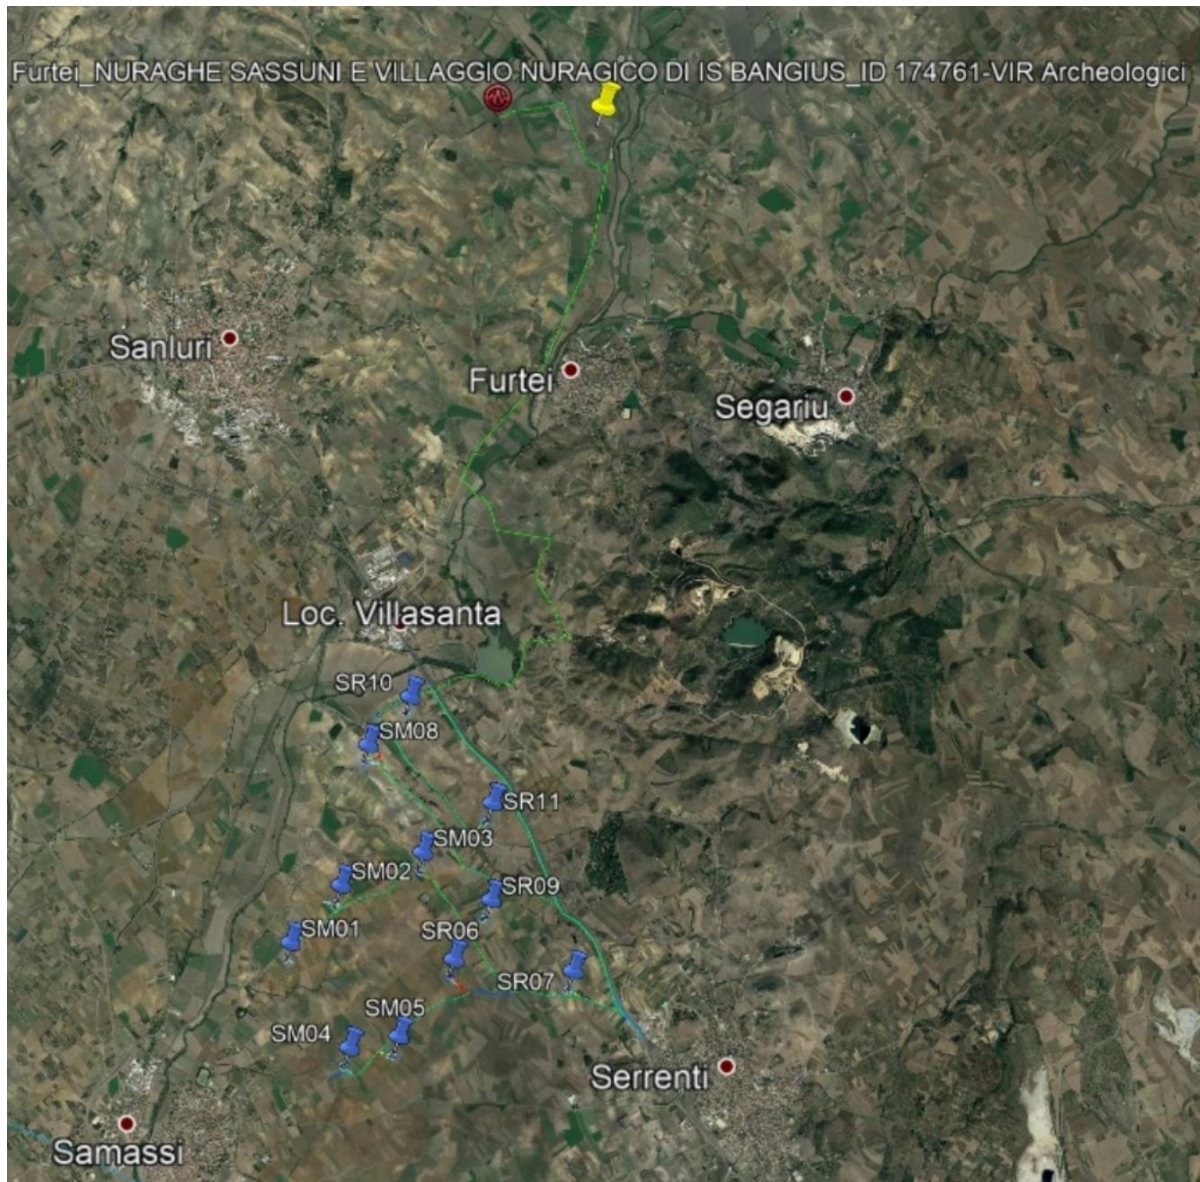 Furtei_NURAGHE SASSUNI E VILLAGGIO NURAGICO DI IS BANGIUS_ID 174761-VIR Archeologici
Sanluri
Furtei
Segariu
Loc. Villasanta
SR10
SM08
SR11
SM03
SM02
SR09
SM01
SR06
SR07
SM05
SM04
Serrenti
Samassi